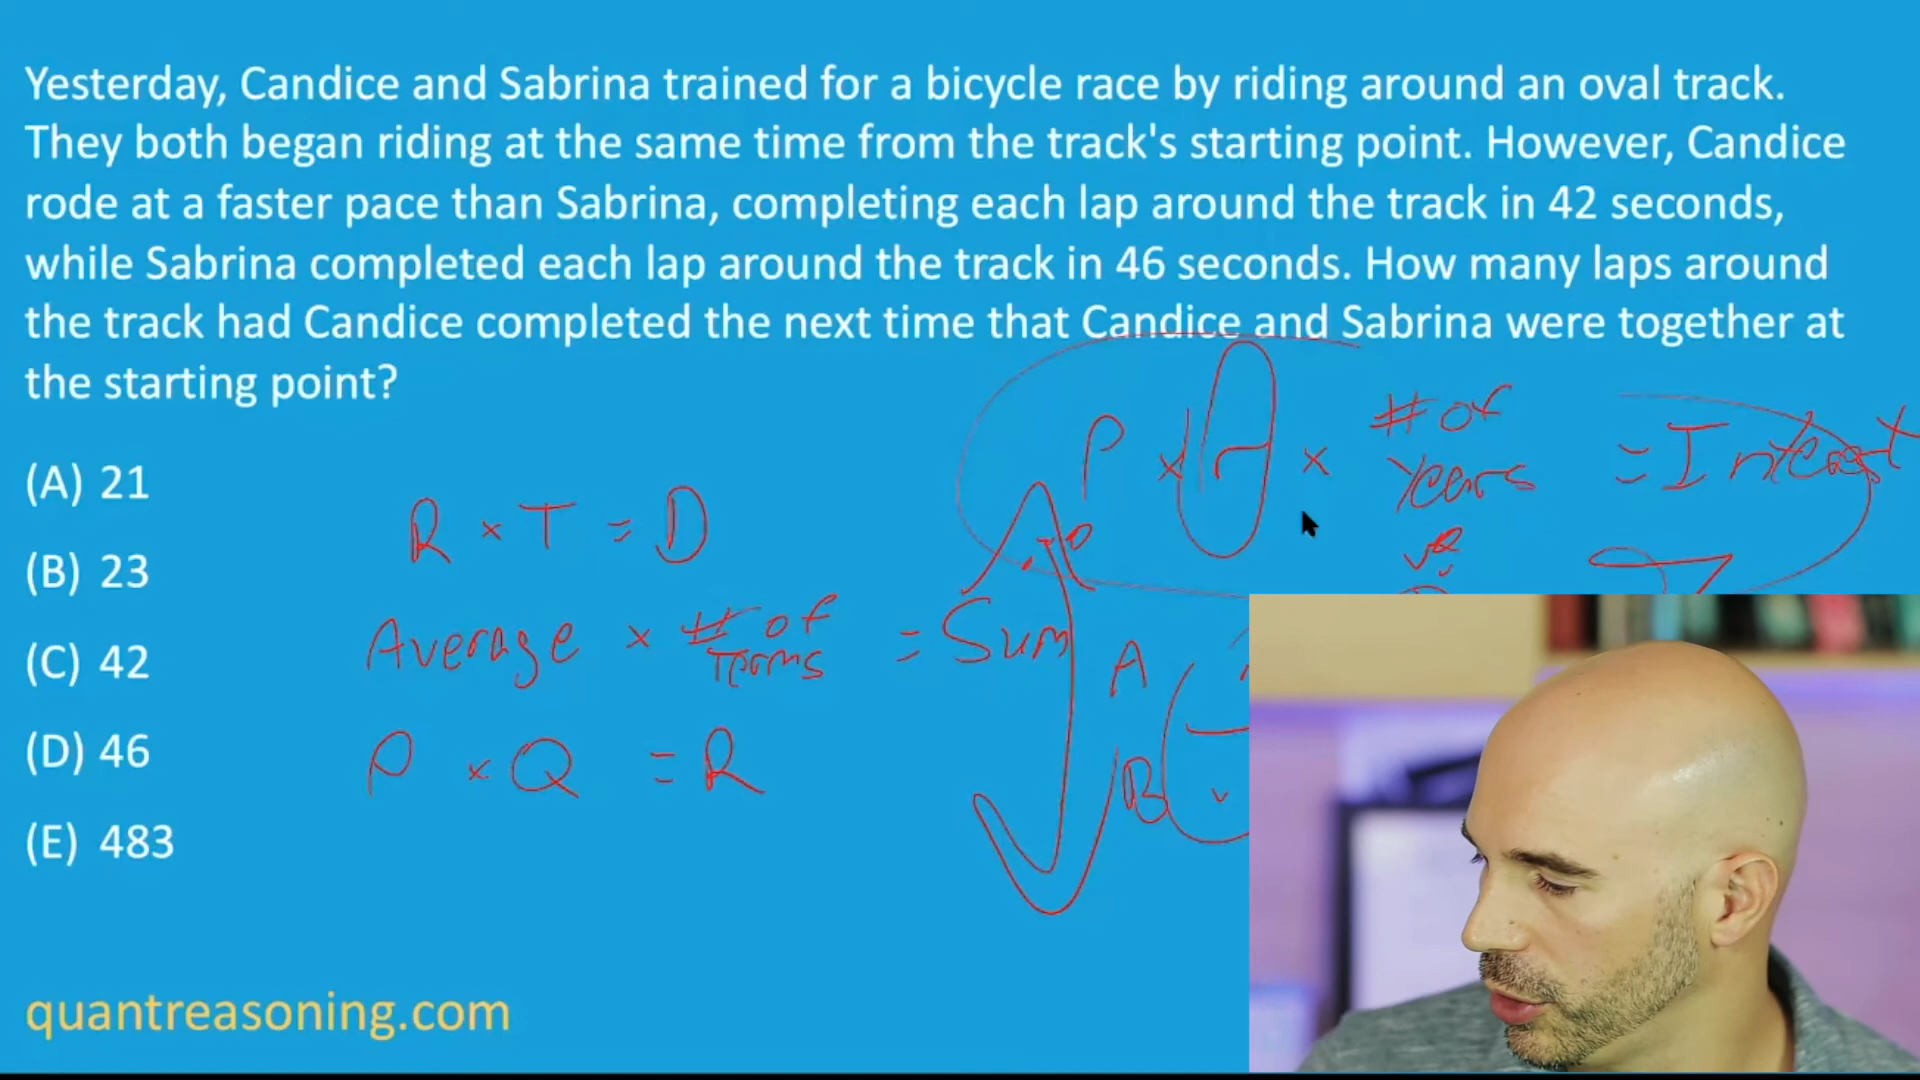 Yesterday, Candice and Sabrina trained for a bicycle race by riding around an oval track.
They both began riding at the same time from the track's starting point. However, Candice
rode at a faster pace than Sabrina, completing each lap around the track in 42 seconds,
while Sabrina completed each lap around the track in 46 seconds. How many laps around
the track had Candice completed the next time that Candice and Sabrina were together at
the starting point?
(A) 21
(B) 23
(C) 42
(D) 46
(E) 483
P × r × # of Years = Interest
R × T = D
Average × # of Terms = Sum
P × Q = R
A
B
quantreasoning.com